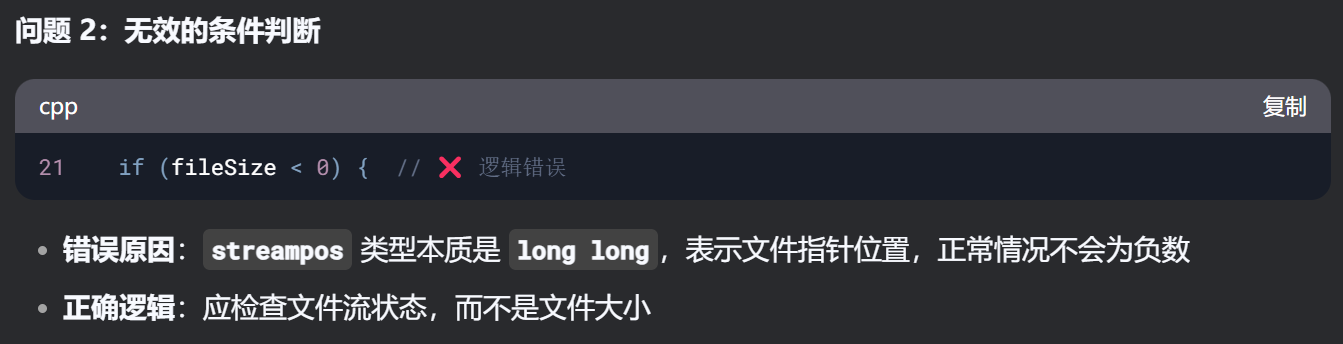 问题 2：无效的条件判断
cpp 复制
21 if (fileSize < 0) { // ❌ 逻辑错误
• 错误原因：streampos 类型本质是 long long，表示文件指针位置，正常情况不会为负数
• 正确逻辑：应检查文件流状态，而不是文件大小